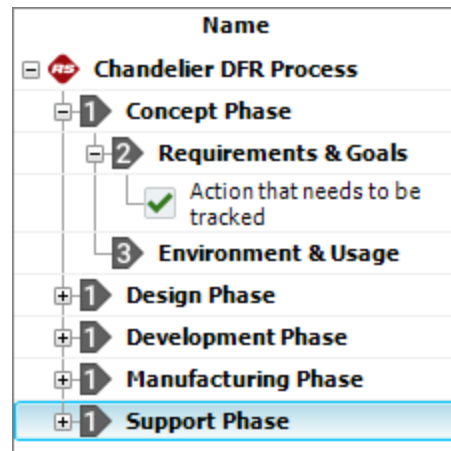 Name
RS Chandelier DFR Process
1 Concept Phase
2 Requirements & Goals
Action that needs to be
tracked
3 Environment & Usage
1 Design Phase
1 Development Phase
1 Manufacturing Phase
1 Support Phase